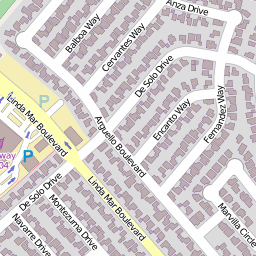 Anza Drive
Balboa Way
Cervantes Way
De Solo Drive
P
Linda Mar Boulevard
Arguello Boulevard
Encanto Way
Fernandez Way
P
De Solo Drive
Linda Mar Boulevard
Marvilla Circle
Montezuma Drive
Navarre Drive